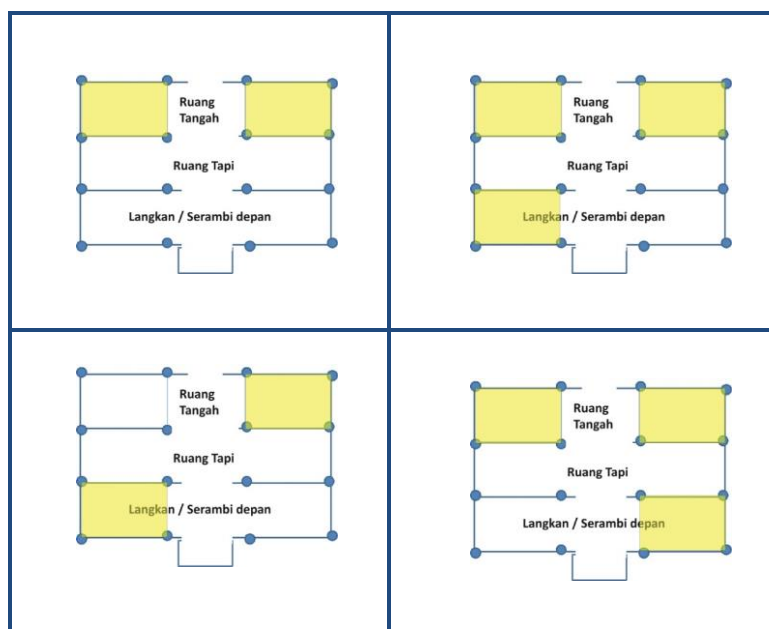 Ruang
Tangah
Ruang Tapi
Langkan / Serambi depan
Ruang
Tangah
Ruang Tapi
Langkan / Serambi depan
Ruang
Tangah
Ruang Tapi
Langkan / Serambi depan
Ruang
Tangah
Ruang Tapi
Langkan / Serambi depan